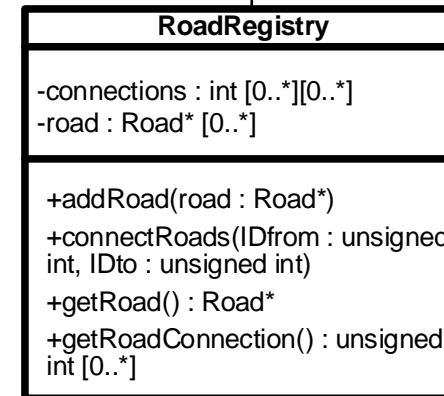 RoadRegistry
-connections : int [0..*][0..*]
-road : Road* [0..*]
+addRoad(road : Road*)
+connectRoads(IDfrom : unsigned
int, IDto : unsigned int)
+getRoad() : Road*
+getRoadConnection() : unsigned
int [0..*]